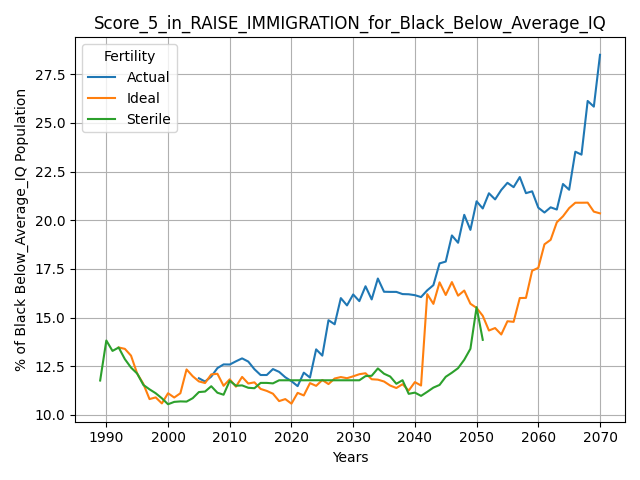 Score_5_in_RAISE_IMMIGRATION_for_Black_Below_Average_IQ
Fertility
Actual
Ideal
Sterile
% of Black Below_Average_IQ Population
27.5
25.0
22.5
20.0
17.5
15.0
12.5
10.0
1990 2000 2010 2020 2030 2040 2050 2060 2070
Years